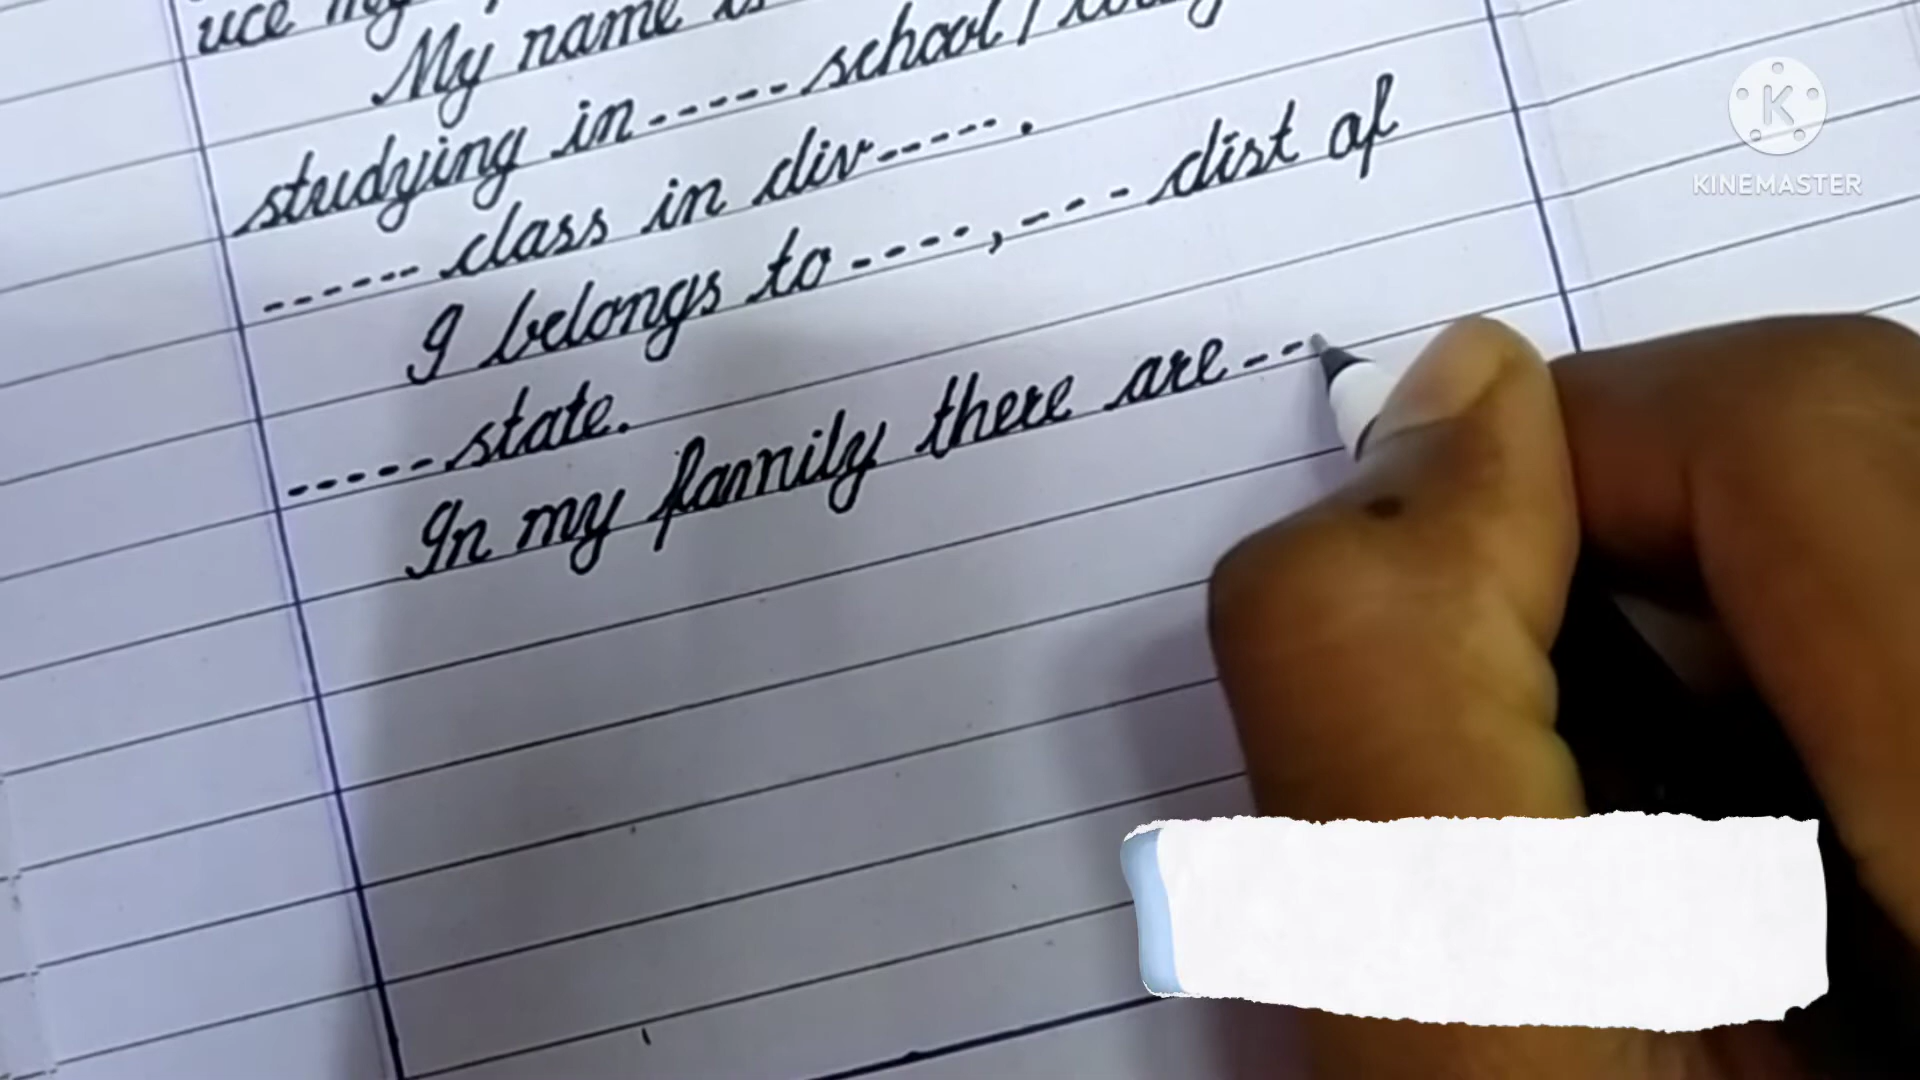 uce my
My name is
studying in ----- school /
------ class in div ----- .
I belongs to ---- , --- dist of
----- state.
In my family there are ---
KINEMASTER